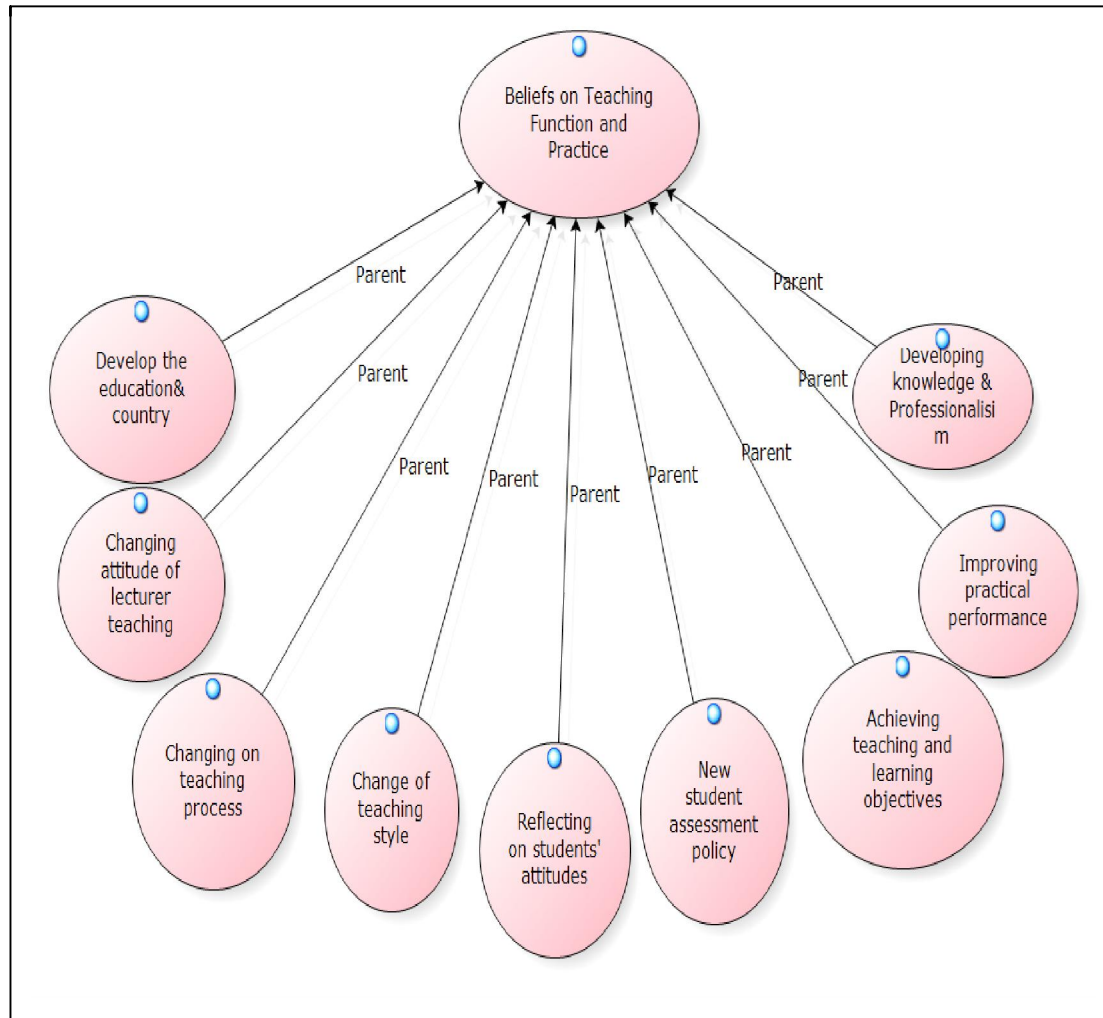 Beliefs on Teaching
Function and
Practice
Parent
Parent
Parent
Parent
Parent
Parent
Parent
Parent
Parent
Develop the
education&
country
Changing
attitude of
lecturer
teaching
Changing on
teaching
process
Change of
teaching
style
Reflecting
on students'
attitudes
New
student
assessment
policy
Achieving
teaching and
learning
objectives
Improving
practical
performance
Developing
knowledge &
Professionalisi
m